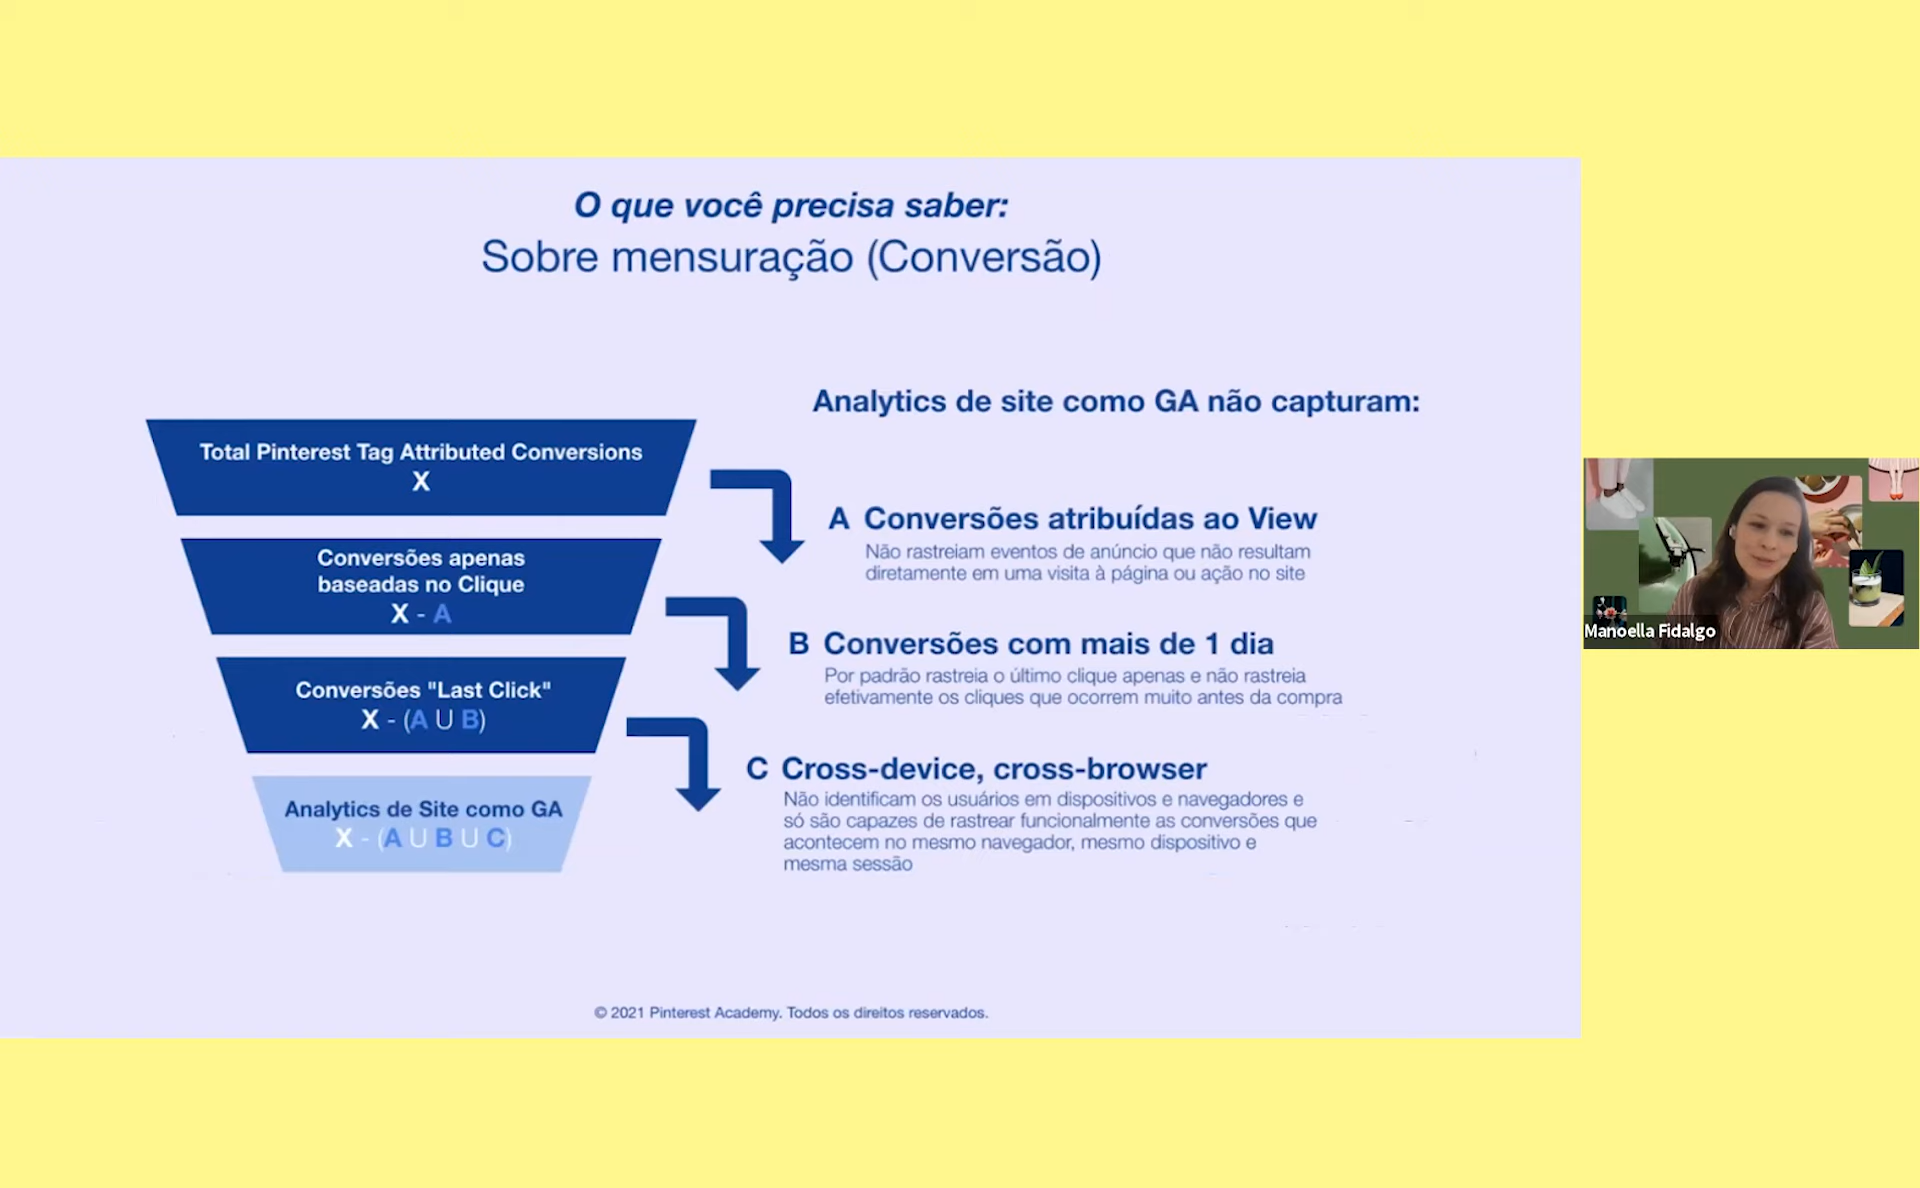 O que você precisa saber:
Sobre mensuração (Conversão)
Analytics de site como GA não capturam:
Total Pinterest Tag Attributed Conversions
X
A Conversões atribuídas ao View
Não rastreiam eventos de anúncio que não resultam
diretamente em uma visita à página ou ação no site
Conversões apenas
baseadas no Clique
X - A
B Conversões com mais de 1 dia
Por padrão rastreia o último clique apenas e não rastreia
efetivamente os cliques que ocorrem muito antes da compra
Conversões "Last Click"
X - (A U B)
C Cross-device, cross-browser
Não identificam os usuários em dispositivos e navegadores e
só são capazes de rastrear funcionalmente as conversões que
acontecem no mesmo navegador, mesmo dispositivo e
mesma sessão
Analytics de Site como GA
X - (A U B U C)
© 2021 Pinterest Academy. Todos os direitos reservados.
Manoella Fidalgo